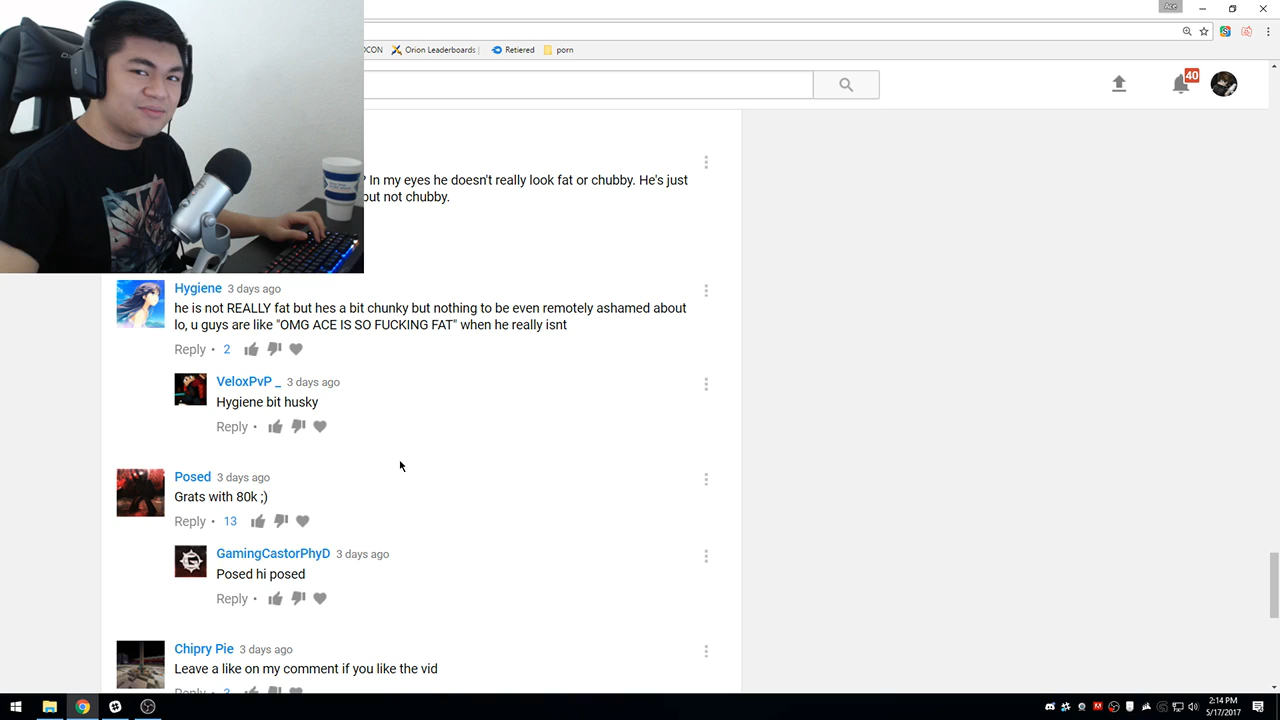 Ace
OCON
Orion Leaderboards |
Retiered
porn
40
? In my eyes he doesn't really look fat or chubby. He's just
but not chubby.
Hygiene 3 days ago
he is not REALLY fat but hes a bit chunky but nothing to be even remotely ashamed about
lo, u guys are like "OMG ACE IS SO FUCKING FAT" when he really isnt
Reply • 2
VeloxPvP _ 3 days ago
Hygiene bit husky
Reply •
Posed 3 days ago
Grats with 80k ;)
Reply • 13
GamingCastorPhyD 3 days ago
Posed hi posed
Reply •
Chipry Pie 3 days ago
Leave a like on my comment if you like the vid
Reply • 3
2:14 PM
5/17/2017